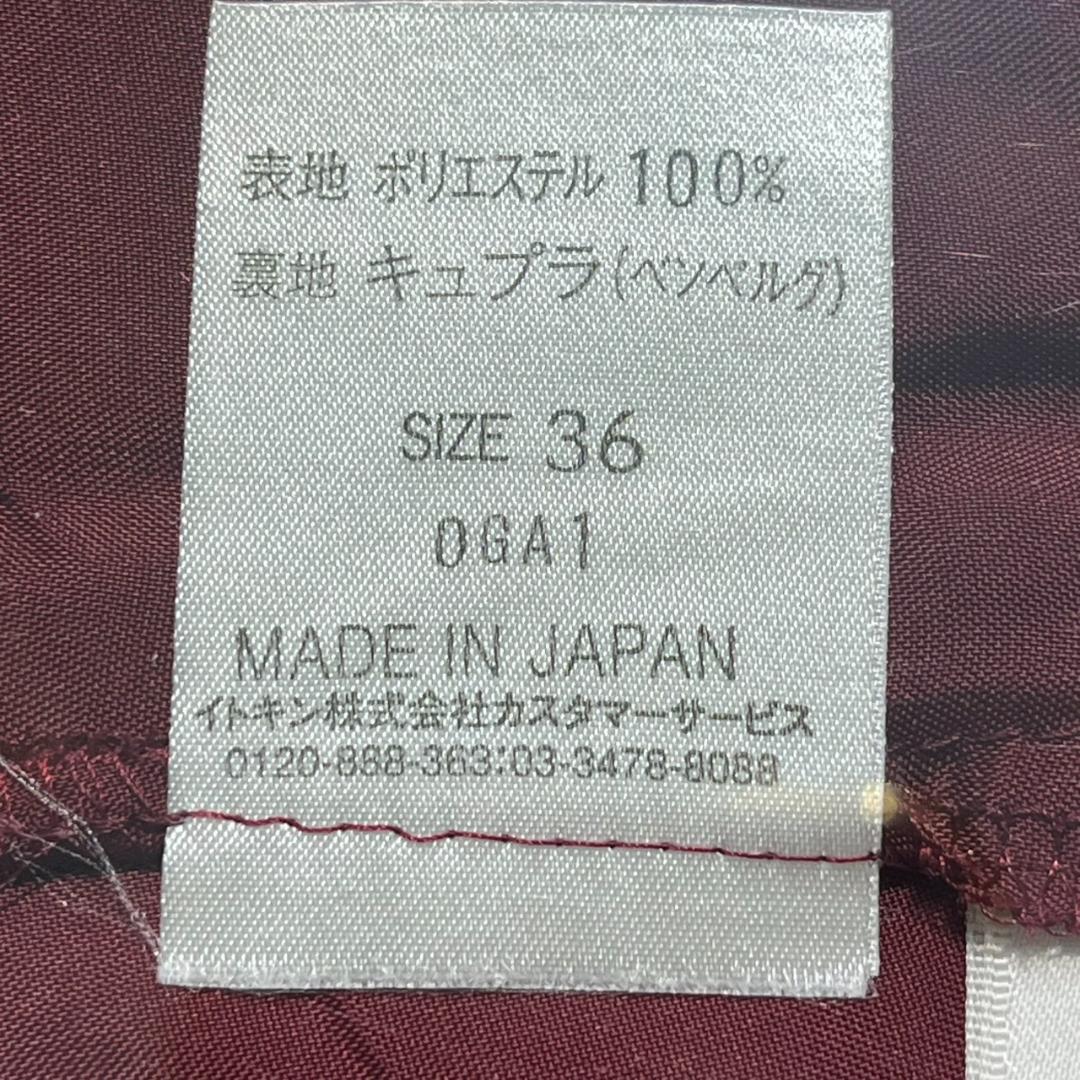 表地 ポリエステル 100%
裏地 キュプラ(ベンベルグ)
SIZE 36
0GA1
MADE IN JAPAN
イトキン株式会社カスタマーサービス
0120-888-363:03-3478-8088